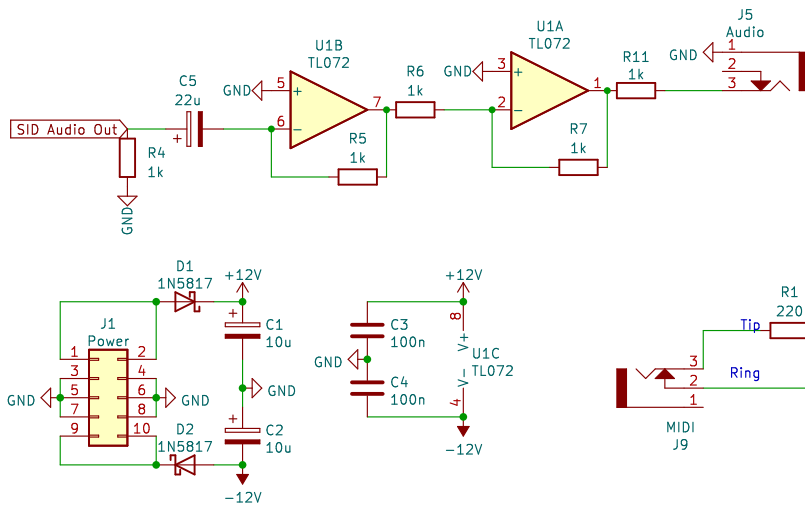 J5
Audio
U1B
TL072
U1A
TL072
GND
1
2
3
R11
1k
C5
22u
GND
5
+
6
−
7
R6
1k
GND
3
+
2
−
1
SID Audio Out
+
R4
1k
GND
R5
1k
R7
1k
D1
1N5817
+12V
+
C1
10u
J1
Power
1
2
3
4
5
6
7
8
9
10
GND
GND
GND
+
C2
10u
D2
1N5817
−12V
+12V
8
V+
C3
100n
GND
U1C
TL072
C4
100n
V−
4
−12V
R1
220
Tip
Ring
3
2
1
MIDI
J9